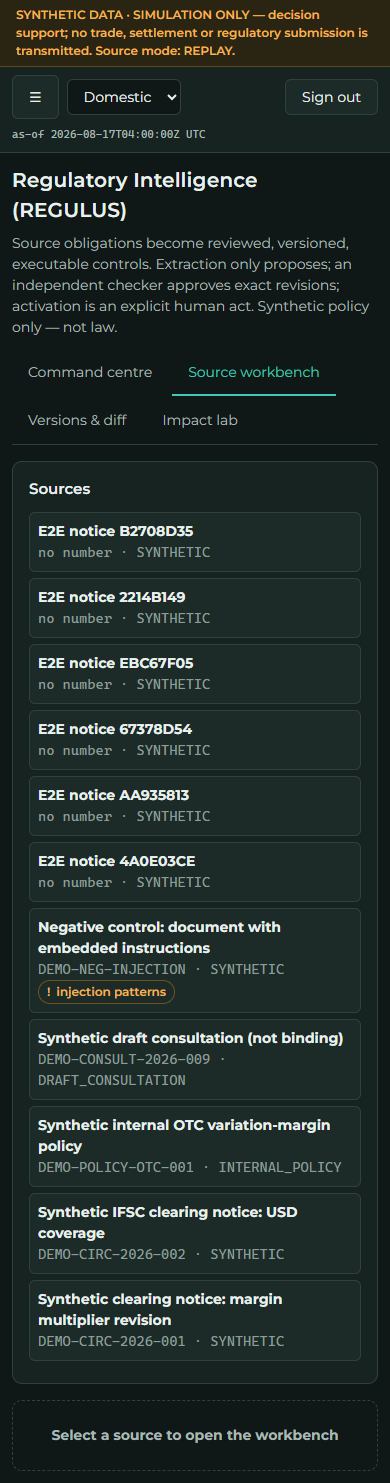 SYNTHETIC DATA · SIMULATION ONLY — decision
support; no trade, settlement or regulatory submission is
transmitted. Source mode: REPLAY.
☰ Domestic Sign out
as-of 2026-08-17T04:00:00Z UTC
Regulatory Intelligence
(REGULUS)
Source obligations become reviewed, versioned,
executable controls. Extraction only proposes; an
independent checker approves exact revisions;
activation is an explicit human act. Synthetic policy
only — not law.
Command centre Source workbench
Versions & diff Impact lab
Sources
E2E notice B2708D35
no number · SYNTHETIC
E2E notice 2214B149
no number · SYNTHETIC
E2E notice EBC67F05
no number · SYNTHETIC
E2E notice 67378D54
no number · SYNTHETIC
E2E notice AA935813
no number · SYNTHETIC
E2E notice 4A0E03CE
no number · SYNTHETIC
Negative control: document with
embedded instructions
DEMO-NEG-INJECTION · SYNTHETIC
! injection patterns
Synthetic draft consultation (not binding)
DEMO-CONSULT-2026-009 ·
DRAFT_CONSULTATION
Synthetic internal OTC variation-margin
policy
DEMO-POLICY-OTC-001 · INTERNAL_POLICY
Synthetic IFSC clearing notice: USD
coverage
DEMO-CIRC-2026-002 · SYNTHETIC
Synthetic clearing notice: margin
multiplier revision
DEMO-CIRC-2026-001 · SYNTHETIC
Select a source to open the workbench